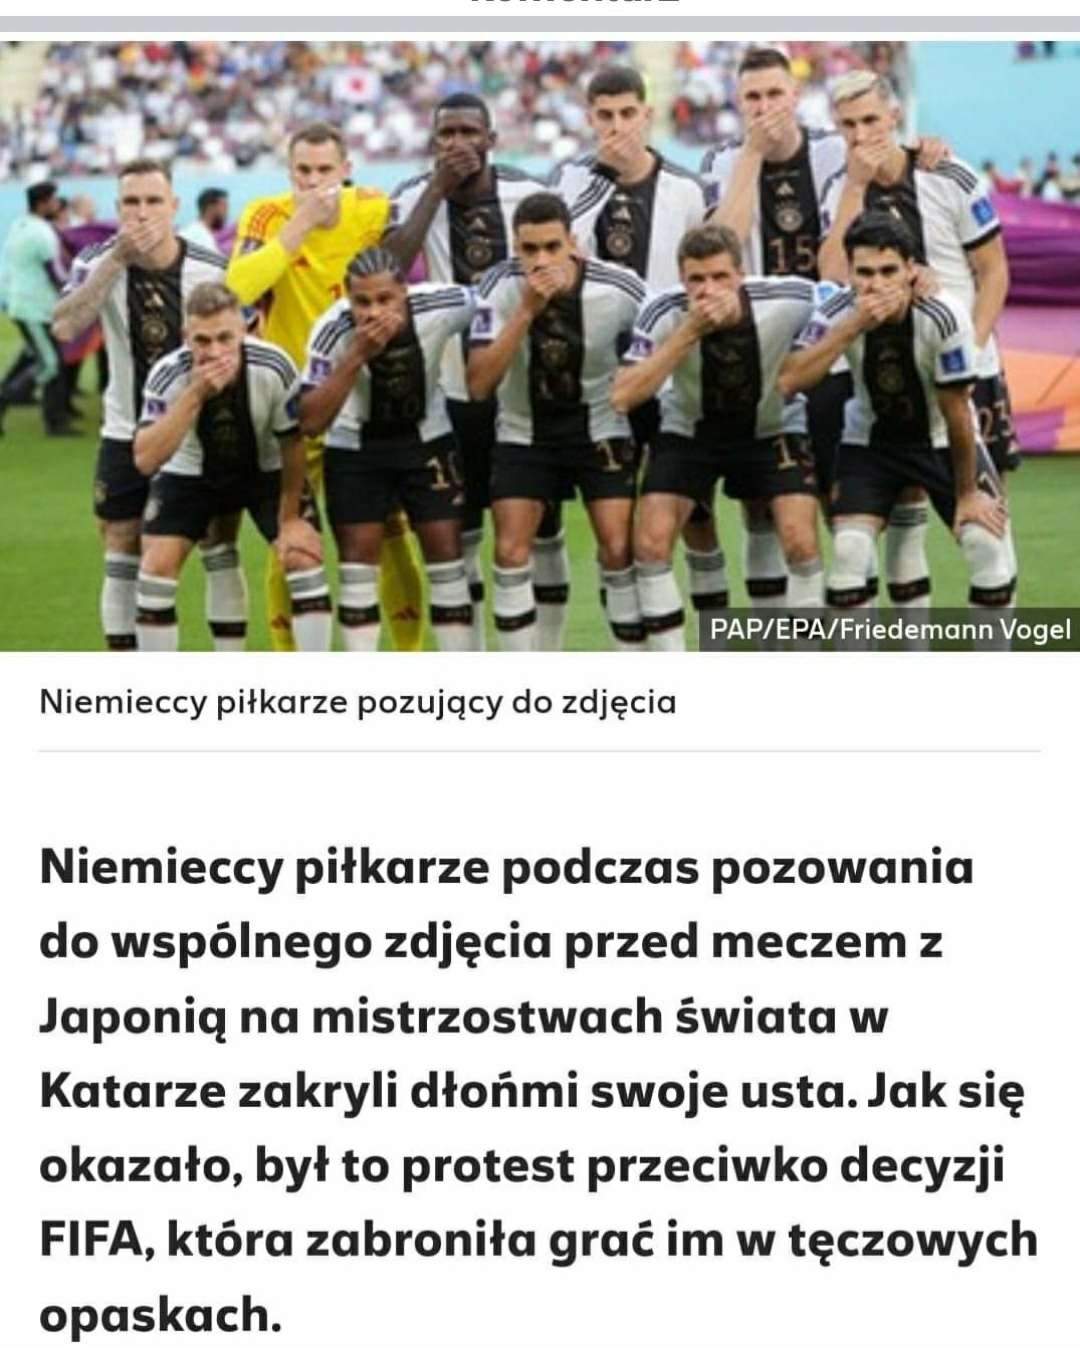 PAP/EPA/Friedemann Vogel
Niemieccy piłkarze pozujący do zdjęcia
Niemieccy piłkarze podczas pozowania
do wspólnego zdjęcia przed meczem z
Japonią na mistrzostwach świata w
Katarze zakryli dłońmi swoje usta. Jak się
okazało, był to protest przeciwko decyzji
FIFA, która zabroniła grać im w tęczowych
opaskach.